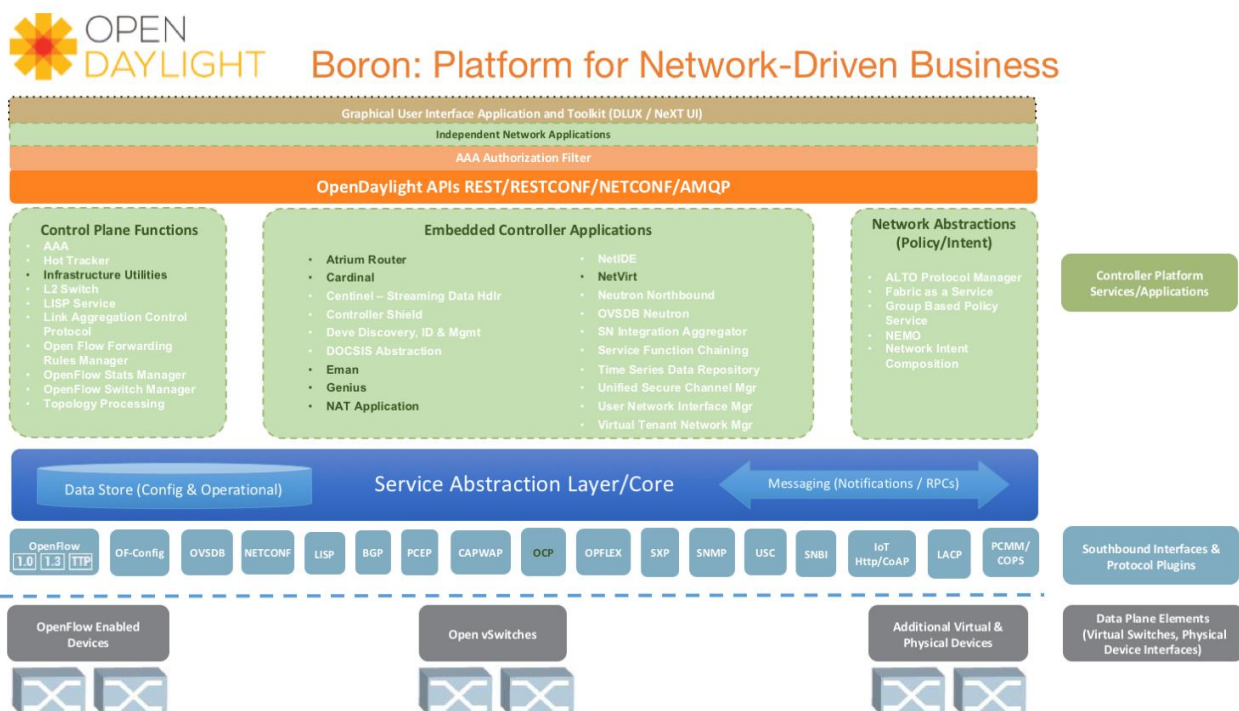 OPEN
DAYLIGHT
Boron: Platform for Network-Driven Business
Graphical User Interface Application and Toolkit (DLUX / NeXT UI)
Independent Network Applications
AAA Authorization Filter
OpenDaylight APIs REST/RESTCONF/NETCONF/AMQP
Control Plane Functions
• AAA
• Hot Tracker
• Infrastructure Utilities
• L2 Switch
• LISP Service
• Link Aggregation Control
Protocol
• Open Flow Forwarding
Rules Manager
• OpenFlow Stats Manager
• OpenFlow Switch Manager
• Topology Processing
Embedded Controller Applications
• Atrium Router
• Cardinal
• Centinel – Streaming Data Hdlr
• Controller Shield
• Deve Discovery, ID & Mgmt
• DOCSIS Abstraction
• Eman
• Genius
• NAT Application
• NetIDE
• NetVirt
• Neutron Northbound
• OVSDB Neutron
• SN Integration Aggregator
• Service Function Chaining
• Time Series Data Repository
• Unified Secure Channel Mgr
• User Network Interface Mgr
• Virtual Tenant Network Mgr
Network Abstractions
(Policy/Intent)
• ALTO Protocol Manager
• Fabric as a Service
• Group Based Policy
Service
• NEMO
• Network Intent
Composition
Controller Platform
Services/Applications
Data Store (Config & Operational)
Service Abstraction Layer/Core
Messaging (Notifications / RPCs)
OpenFlow
1.0 1.3 TTP
OF-Config
OVSDB
NETCONF
LISP
BGP
PCEP
CAPWAP
OCP
OPFLEX
SXP
SNMP
USC
SNBI
IoT
Http/CoAP
LACP
PCMM/
COPS
Southbound Interfaces &
Protocol Plugins
OpenFlow Enabled
Devices
Open vSwitches
Additional Virtual &
Physical Devices
Data Plane Elements
(Virtual Switches, Physical
Device Interfaces)